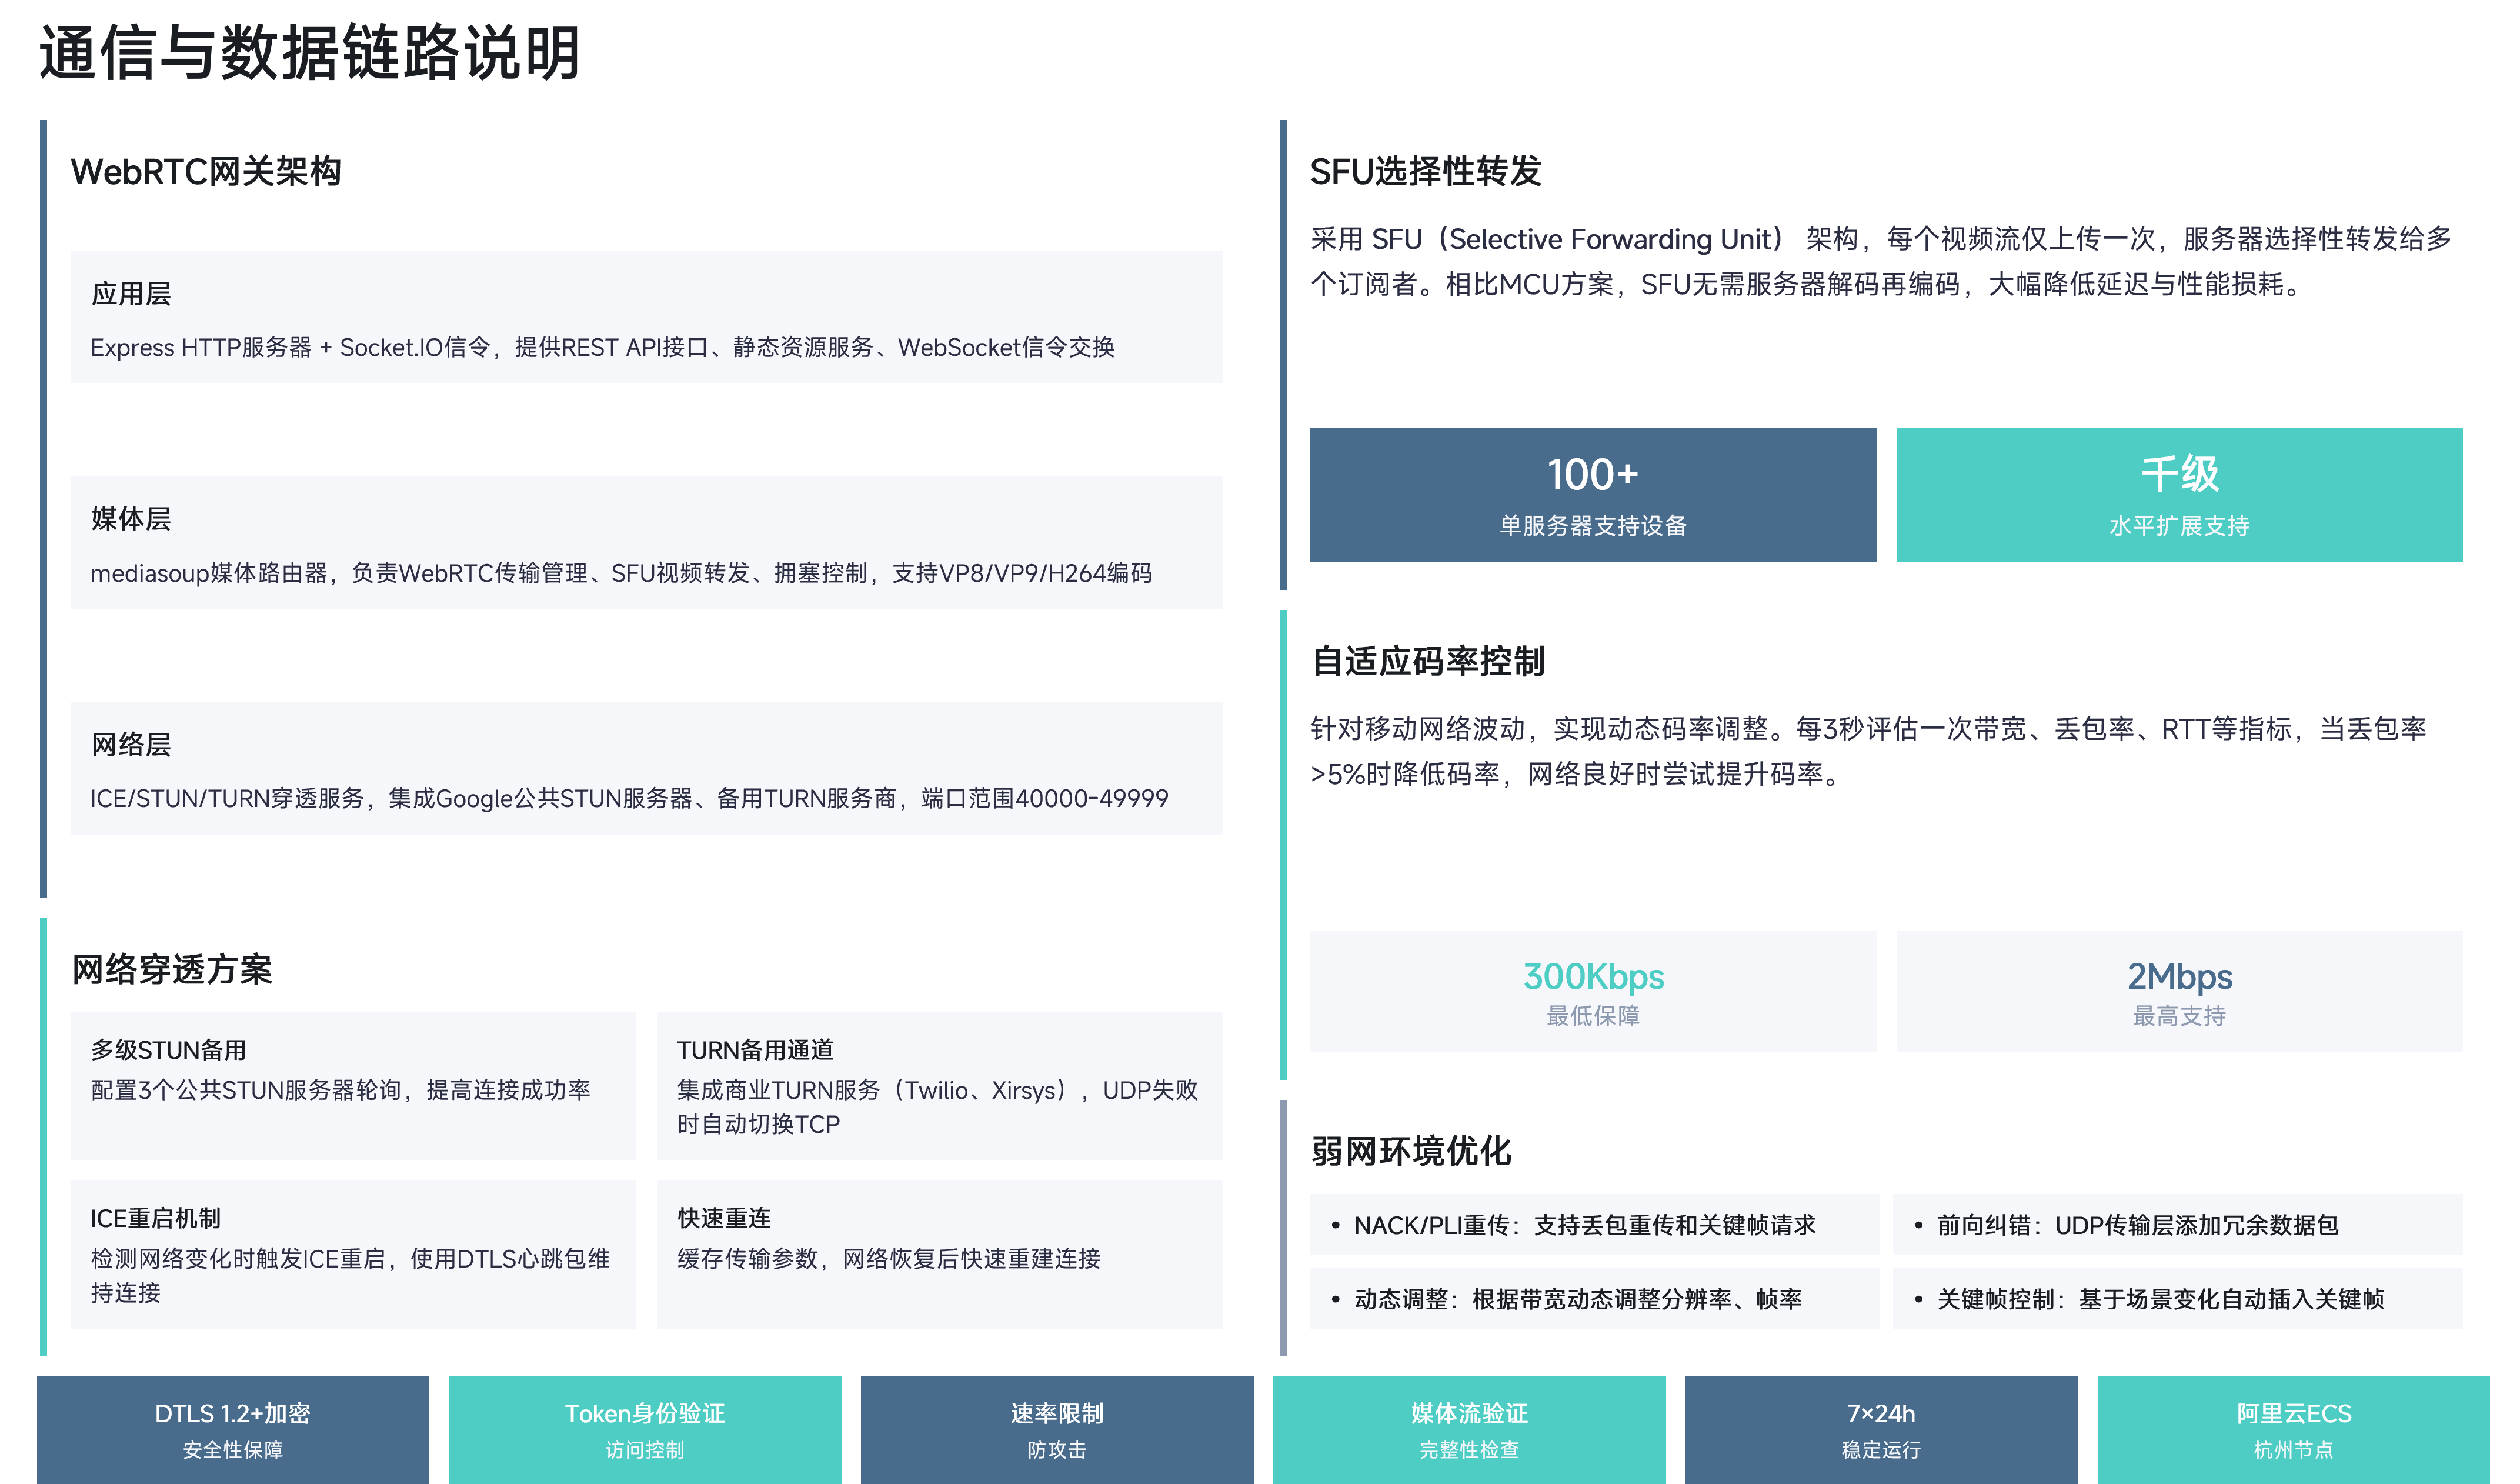 通信与数据链路说明
WebRTC网关架构
应用层
Express HTTP服务器 + Socket.IO信令，提供REST API接口、静态资源服务、WebSocket信令交换
媒体层
mediasoup媒体路由器，负责WebRTC传输管理、SFU视频转发、拥塞控制，支持VP8/VP9/H264编码
网络层
ICE/STUN/TURN穿透服务，集成Google公共STUN服务器、备用TURN服务商，端口范围40000-49999
网络穿透方案
多级STUN备用
配置3个公共STUN服务器轮询，提高连接成功率
TURN备用通道
集成商业TURN服务（Twilio、Xirsys），UDP失败
时自动切换TCP
ICE重启机制
检测网络变化时触发ICE重启，使用DTLS心跳包维
持连接
快速重连
缓存传输参数，网络恢复后快速重建连接
SFU选择性转发
采用 SFU（Selective Forwarding Unit） 架构，每个视频流仅上传一次，服务器选择性转发给多
个订阅者。相比MCU方案，SFU无需服务器解码再编码，大幅降低延迟与性能损耗。
100+
单服务器支持设备
千级
水平扩展支持
自适应码率控制
针对移动网络波动，实现动态码率调整。每3秒评估一次带宽、丢包率、RTT等指标，当丢包率
>5%时降低码率，网络良好时尝试提升码率。
300Kbps
最低保障
2Mbps
最高支持
弱网环境优化
• NACK/PLI重传：支持丢包重传和关键帧请求
• 前向纠错：UDP传输层添加冗余数据包
• 动态调整：根据带宽动态调整分辨率、帧率
• 关键帧控制：基于场景变化自动插入关键帧
DTLS 1.2+加密
安全性保障
Token身份验证
访问控制
速率限制
防攻击
媒体流验证
完整性检查
7×24h
稳定运行
阿里云ECS
杭州节点